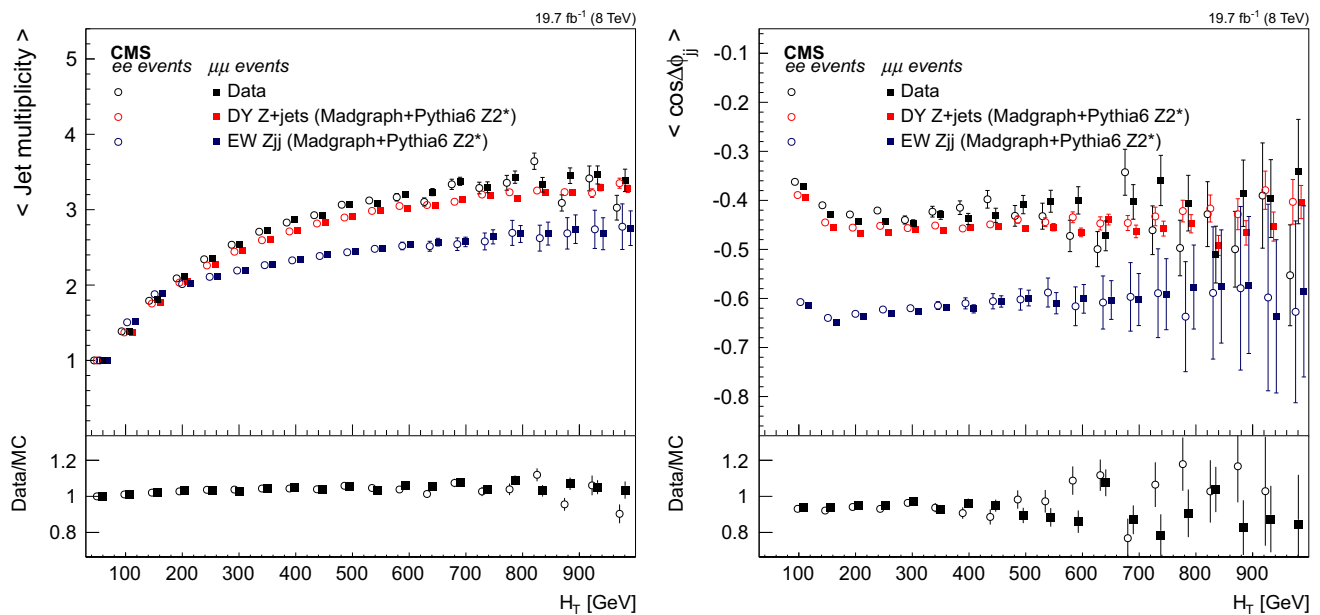 19.7 fb⁻¹ (8 TeV)
< Jet multiplicity >
CMS
ee events μμ events
Data
DY Z+jets (Madgraph+Pythia6 Z2*)
EW Zjj (Madgraph+Pythia6 Z2*)
5
4
3
2
1
Data/MC
1.2
1
0.8
100 200 300 400 500 600 700 800 900
H_T [GeV]
19.7 fb⁻¹ (8 TeV)
< cosΔϕ_jj >
CMS
ee events μμ events
Data
DY Z+jets (Madgraph+Pythia6 Z2*)
EW Zjj (Madgraph+Pythia6 Z2*)
-0.1
-0.2
-0.3
-0.4
-0.5
-0.6
-0.7
-0.8
Data/MC
1.2
1
0.8
100 200 300 400 500 600 700 800 900
H_T [GeV]